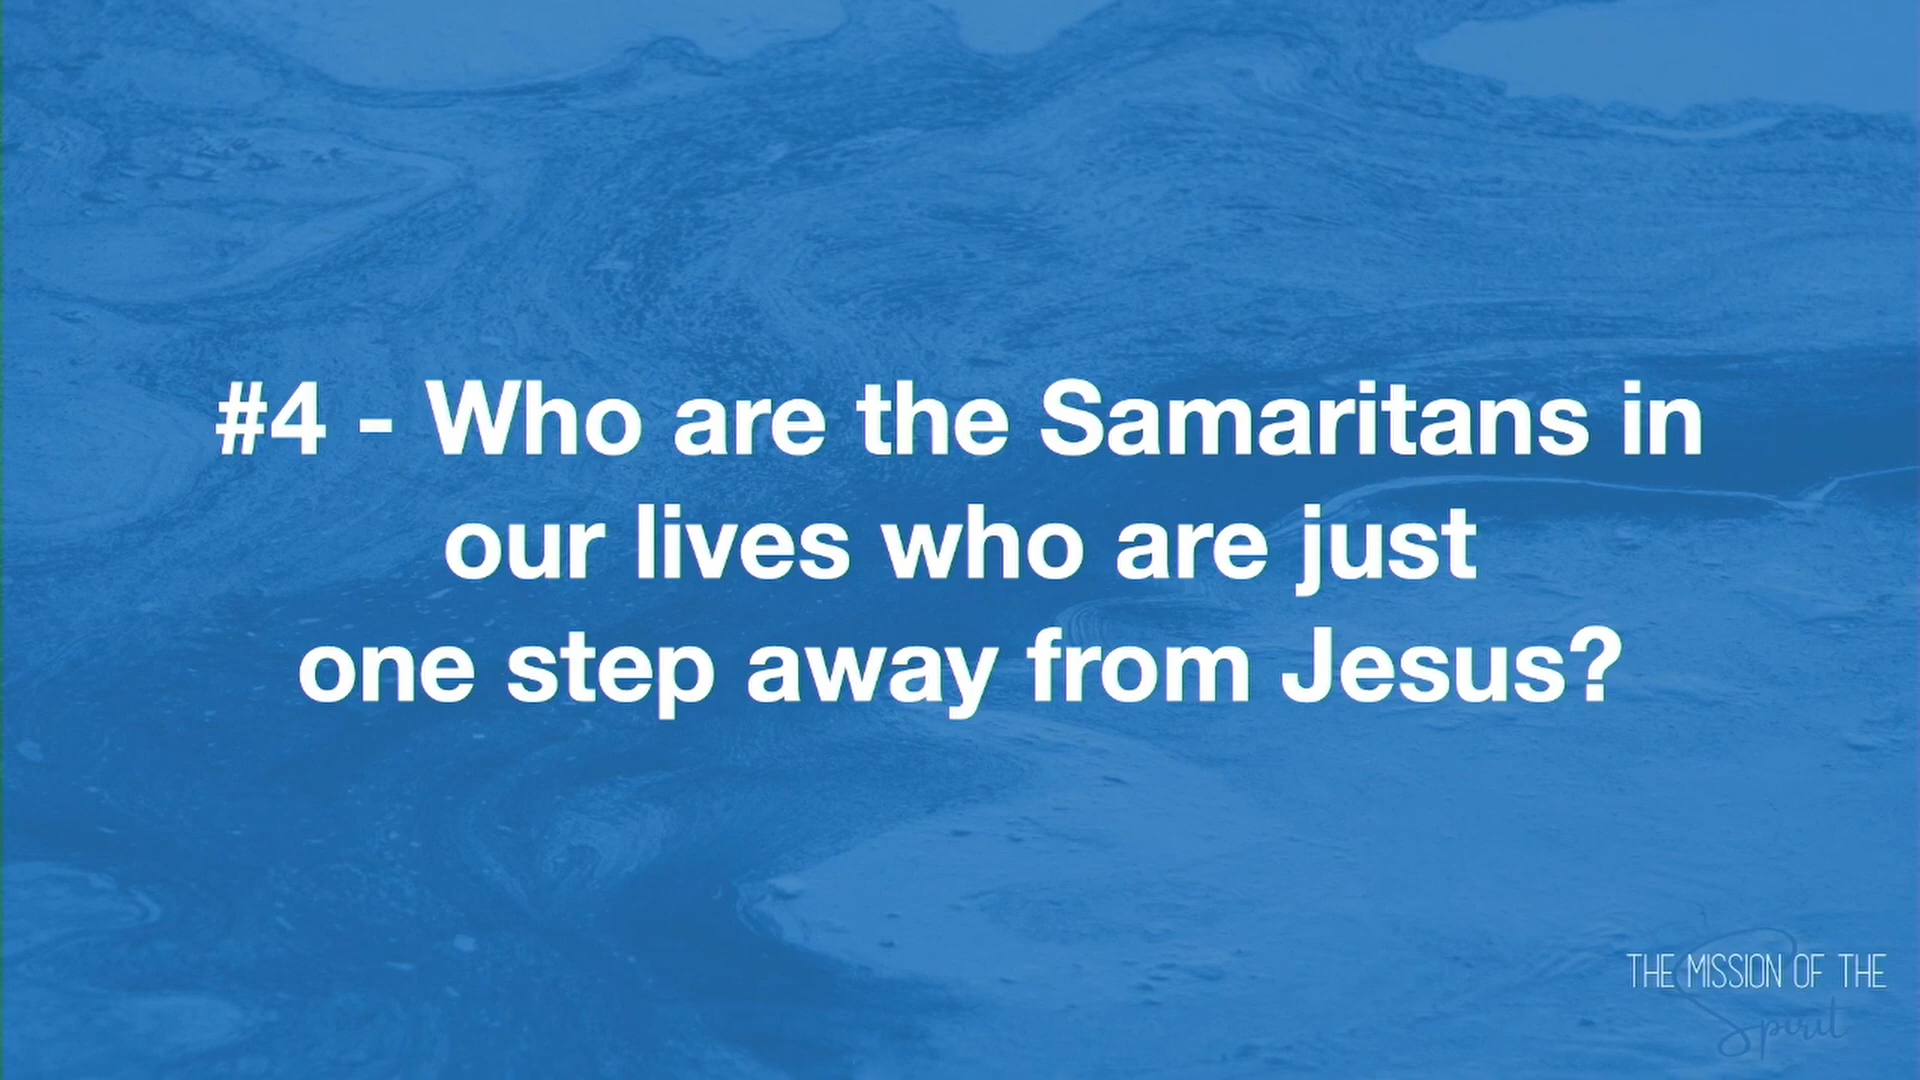 #4 - Who are the Samaritans in
our lives who are just
one step away from Jesus?
THE MISSION OF THE
Spirit